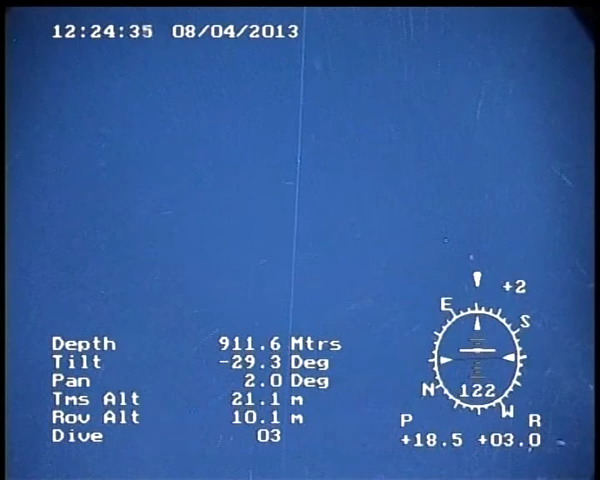 12:24:35 08/04/2013
+2
E
S
Depth 911.6 Mtrs
Tilt -29.3 Deg
Pan 2.0 Deg
Tms Alt 21.1 m
Rov Alt 10.1 m
Dive 03
N 122 W
P R
+18.5 +03.0